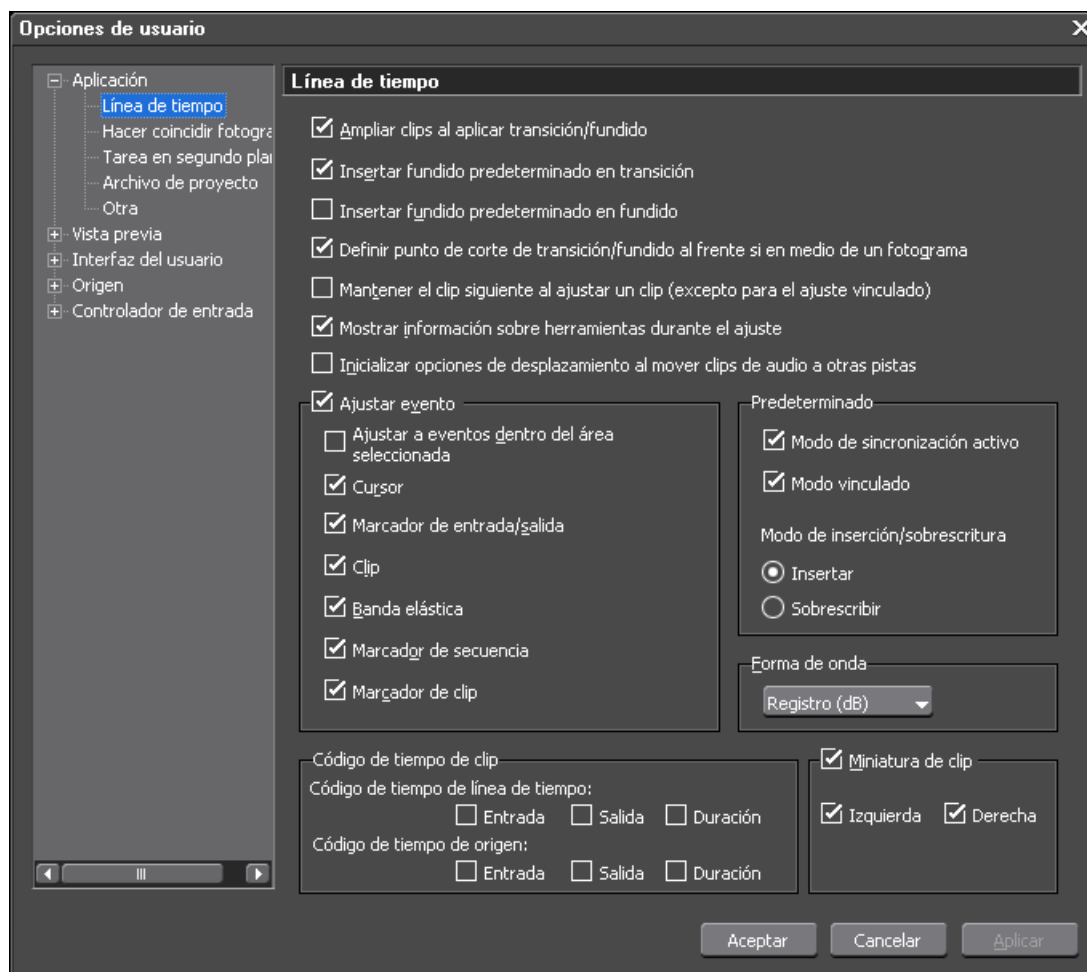 Opciones de usuario
Aplicación
Línea de tiempo
Hacer coincidir fotogra
Tarea en segundo pla
Archivo de proyecto
Otra
Vista previa
Interfaz del usuario
Origen
Controlador de entrada
Línea de tiempo
Ampliar clips al aplicar transición/fundido
Insertar fundido predeterminado en transición
Insertar fundido predeterminado en fundido
Definir punto de corte de transición/fundido al frente si en medio de un fotograma
Mantener el clip siguiente al ajustar un clip (excepto para el ajuste vinculado)
Mostrar información sobre herramientas durante el ajuste
Inicializar opciones de desplazamiento al mover clips de audio a otras pistas
Ajustar evento
Ajustar a eventos dentro del área
seleccionada
Cursor
Marcador de entrada/salida
Clip
Banda elástica
Marcador de secuencia
Marcador de clip
Predeterminado
Modo de sincronización activo
Modo vinculado
Modo de inserción/sobrescritura
Insertar
Sobrescribir
Forma de onda
Registro (dB)
Código de tiempo de clip
Código de tiempo de línea de tiempo:
Entrada Salida Duración
Código de tiempo de origen:
Entrada Salida Duración
Miniatura de clip
Izquierda Derecha
Aceptar Cancelar Aplicar